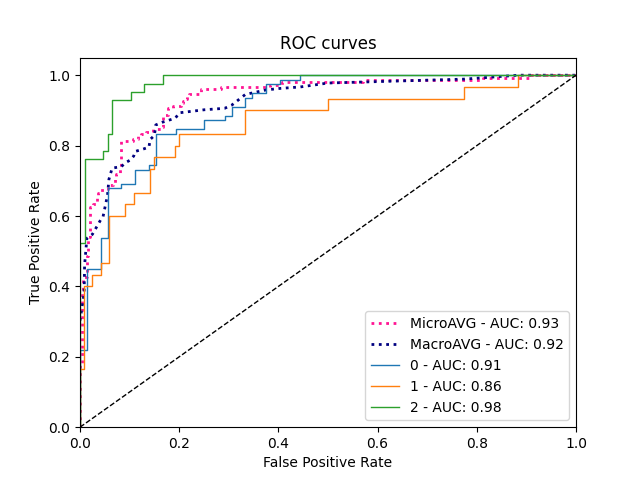 ROC curves
True Positive Rate
1.0
0.8
0.6
0.4
0.2
0.0
0.0 0.2 0.4 0.6 0.8 1.0
False Positive Rate
MicroAVG - AUC: 0.93
MacroAVG - AUC: 0.92
0 - AUC: 0.91
1 - AUC: 0.86
2 - AUC: 0.98